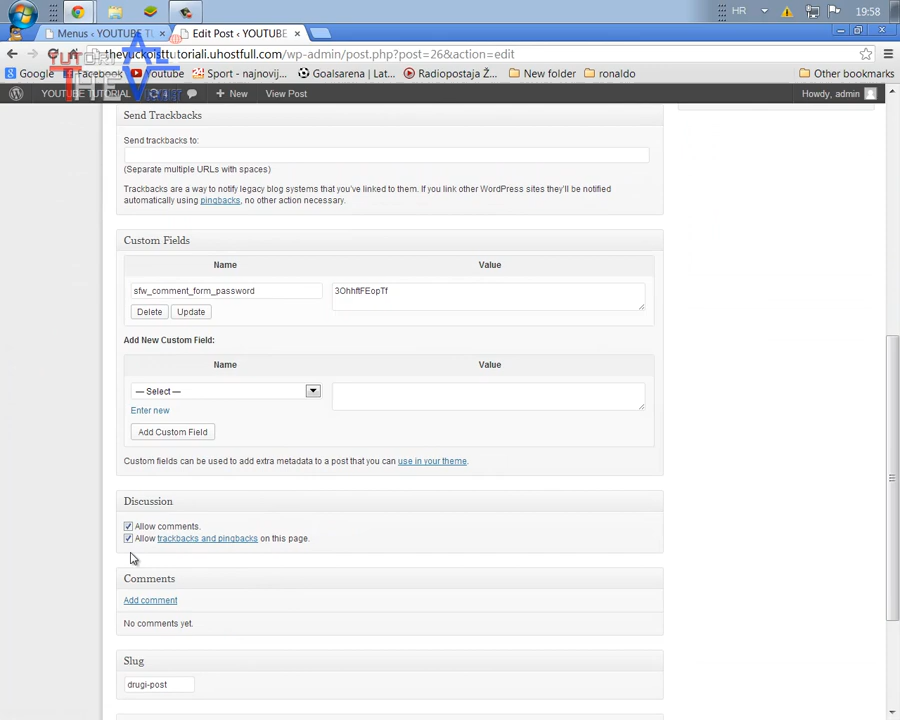 HR 19:58
Menus ‹ YOUTUBE TU
Edit Post ‹ YOUTUBE
thevuckoisttutoriali.uhostfull.com/wp-admin/post.php?post=26&action=edit
Google Facebook Youtube Sport - najnovij... Goalsarena | Lat... Radiopostaja Ž... New folder ronaldo Other bookmarks
TUTORIAL
THE
YOUTUBE TUTORIAL + New View Post Howdy, admin
Send Trackbacks
Send trackbacks to:
(Separate multiple URLs with spaces)
Trackbacks are a way to notify legacy blog systems that you've linked to them. If you link other WordPress sites they'll be notified
automatically using pingbacks, no other action necessary.
Custom Fields
Name Value
sfw_comment_form_password 3OhhftFEopTf
Delete Update
Add New Custom Field:
Name Value
— Select —
Enter new
Add Custom Field
Custom fields can be used to add extra metadata to a post that you can use in your theme.
Discussion
Allow comments.
Allow trackbacks and pingbacks on this page.
Comments
Add comment
No comments yet.
Slug
drugi-post